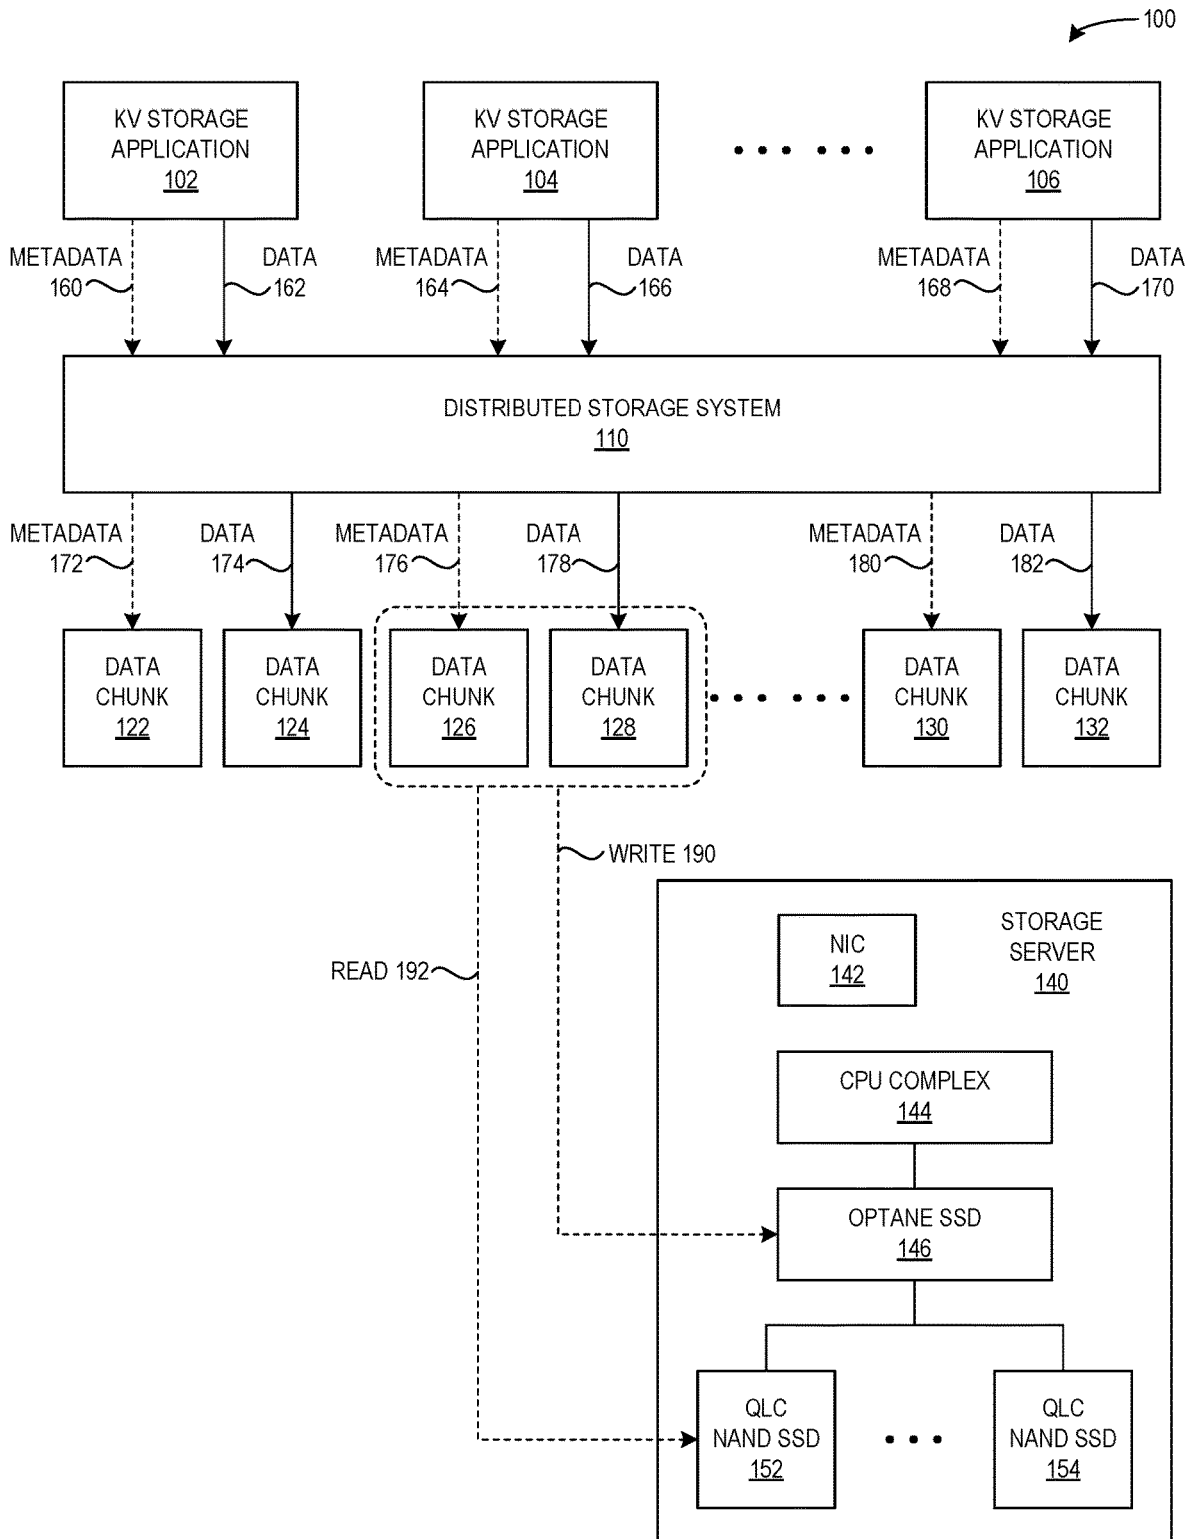 100
KV STORAGE
APPLICATION
102
KV STORAGE
APPLICATION
104
KV STORAGE
APPLICATION
106
METADATA
160
DATA
162
METADATA
164
DATA
166
METADATA
168
DATA
170
DISTRIBUTED STORAGE SYSTEM
110
METADATA
172
DATA
174
METADATA
176
DATA
178
METADATA
180
DATA
182
DATA
CHUNK
122
DATA
CHUNK
124
DATA
CHUNK
126
DATA
CHUNK
128
DATA
CHUNK
130
DATA
CHUNK
132
WRITE 190
READ 192
NIC
142
STORAGE
SERVER
140
CPU COMPLEX
144
OPTANE SSD
146
QLC
NAND SSD
152
QLC
NAND SSD
154